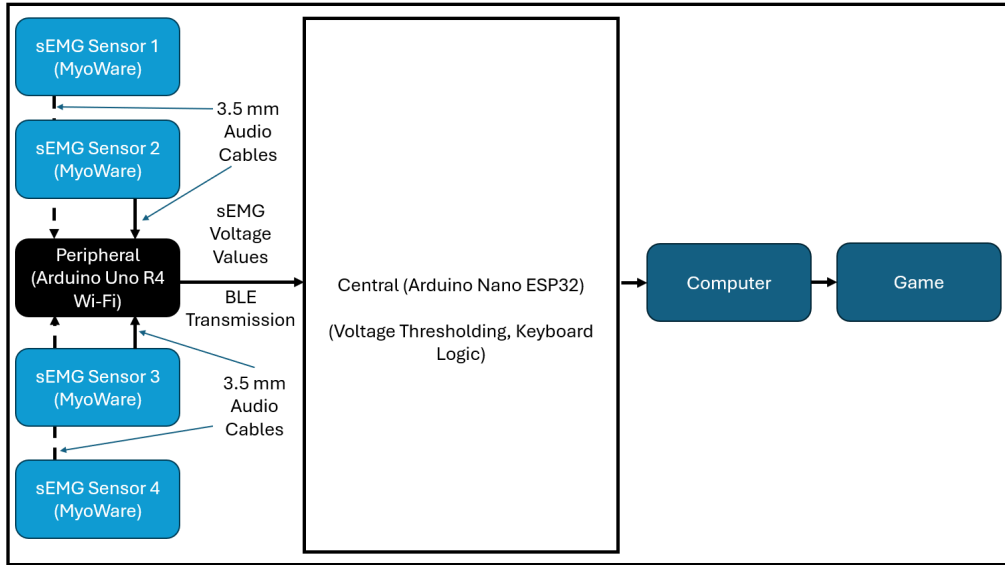 sEMG Sensor 1
(MyoWare)
3.5 mm
Audio
Cables
sEMG Sensor 2
(MyoWare)
sEMG
Voltage
Values
Peripheral
(Arduino Uno R4
Wi-Fi)
BLE
Transmission
Central (Arduino Nano ESP32)
(Voltage Thresholding, Keyboard
Logic)
Computer
Game
sEMG Sensor 3
(MyoWare)
3.5 mm
Audio
Cables
sEMG Sensor 4
(MyoWare)